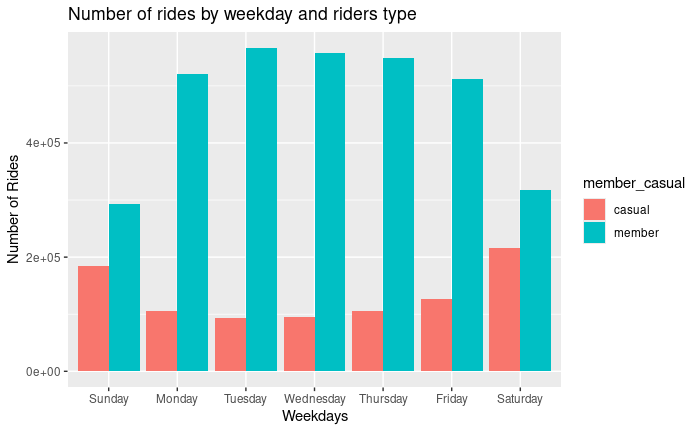 Number of rides by weekday and riders type
Number of Rides
4e+05
2e+05
0e+00
Sunday Monday Tuesday Wednesday Thursday Friday Saturday
Weekdays
member_casual
casual
member